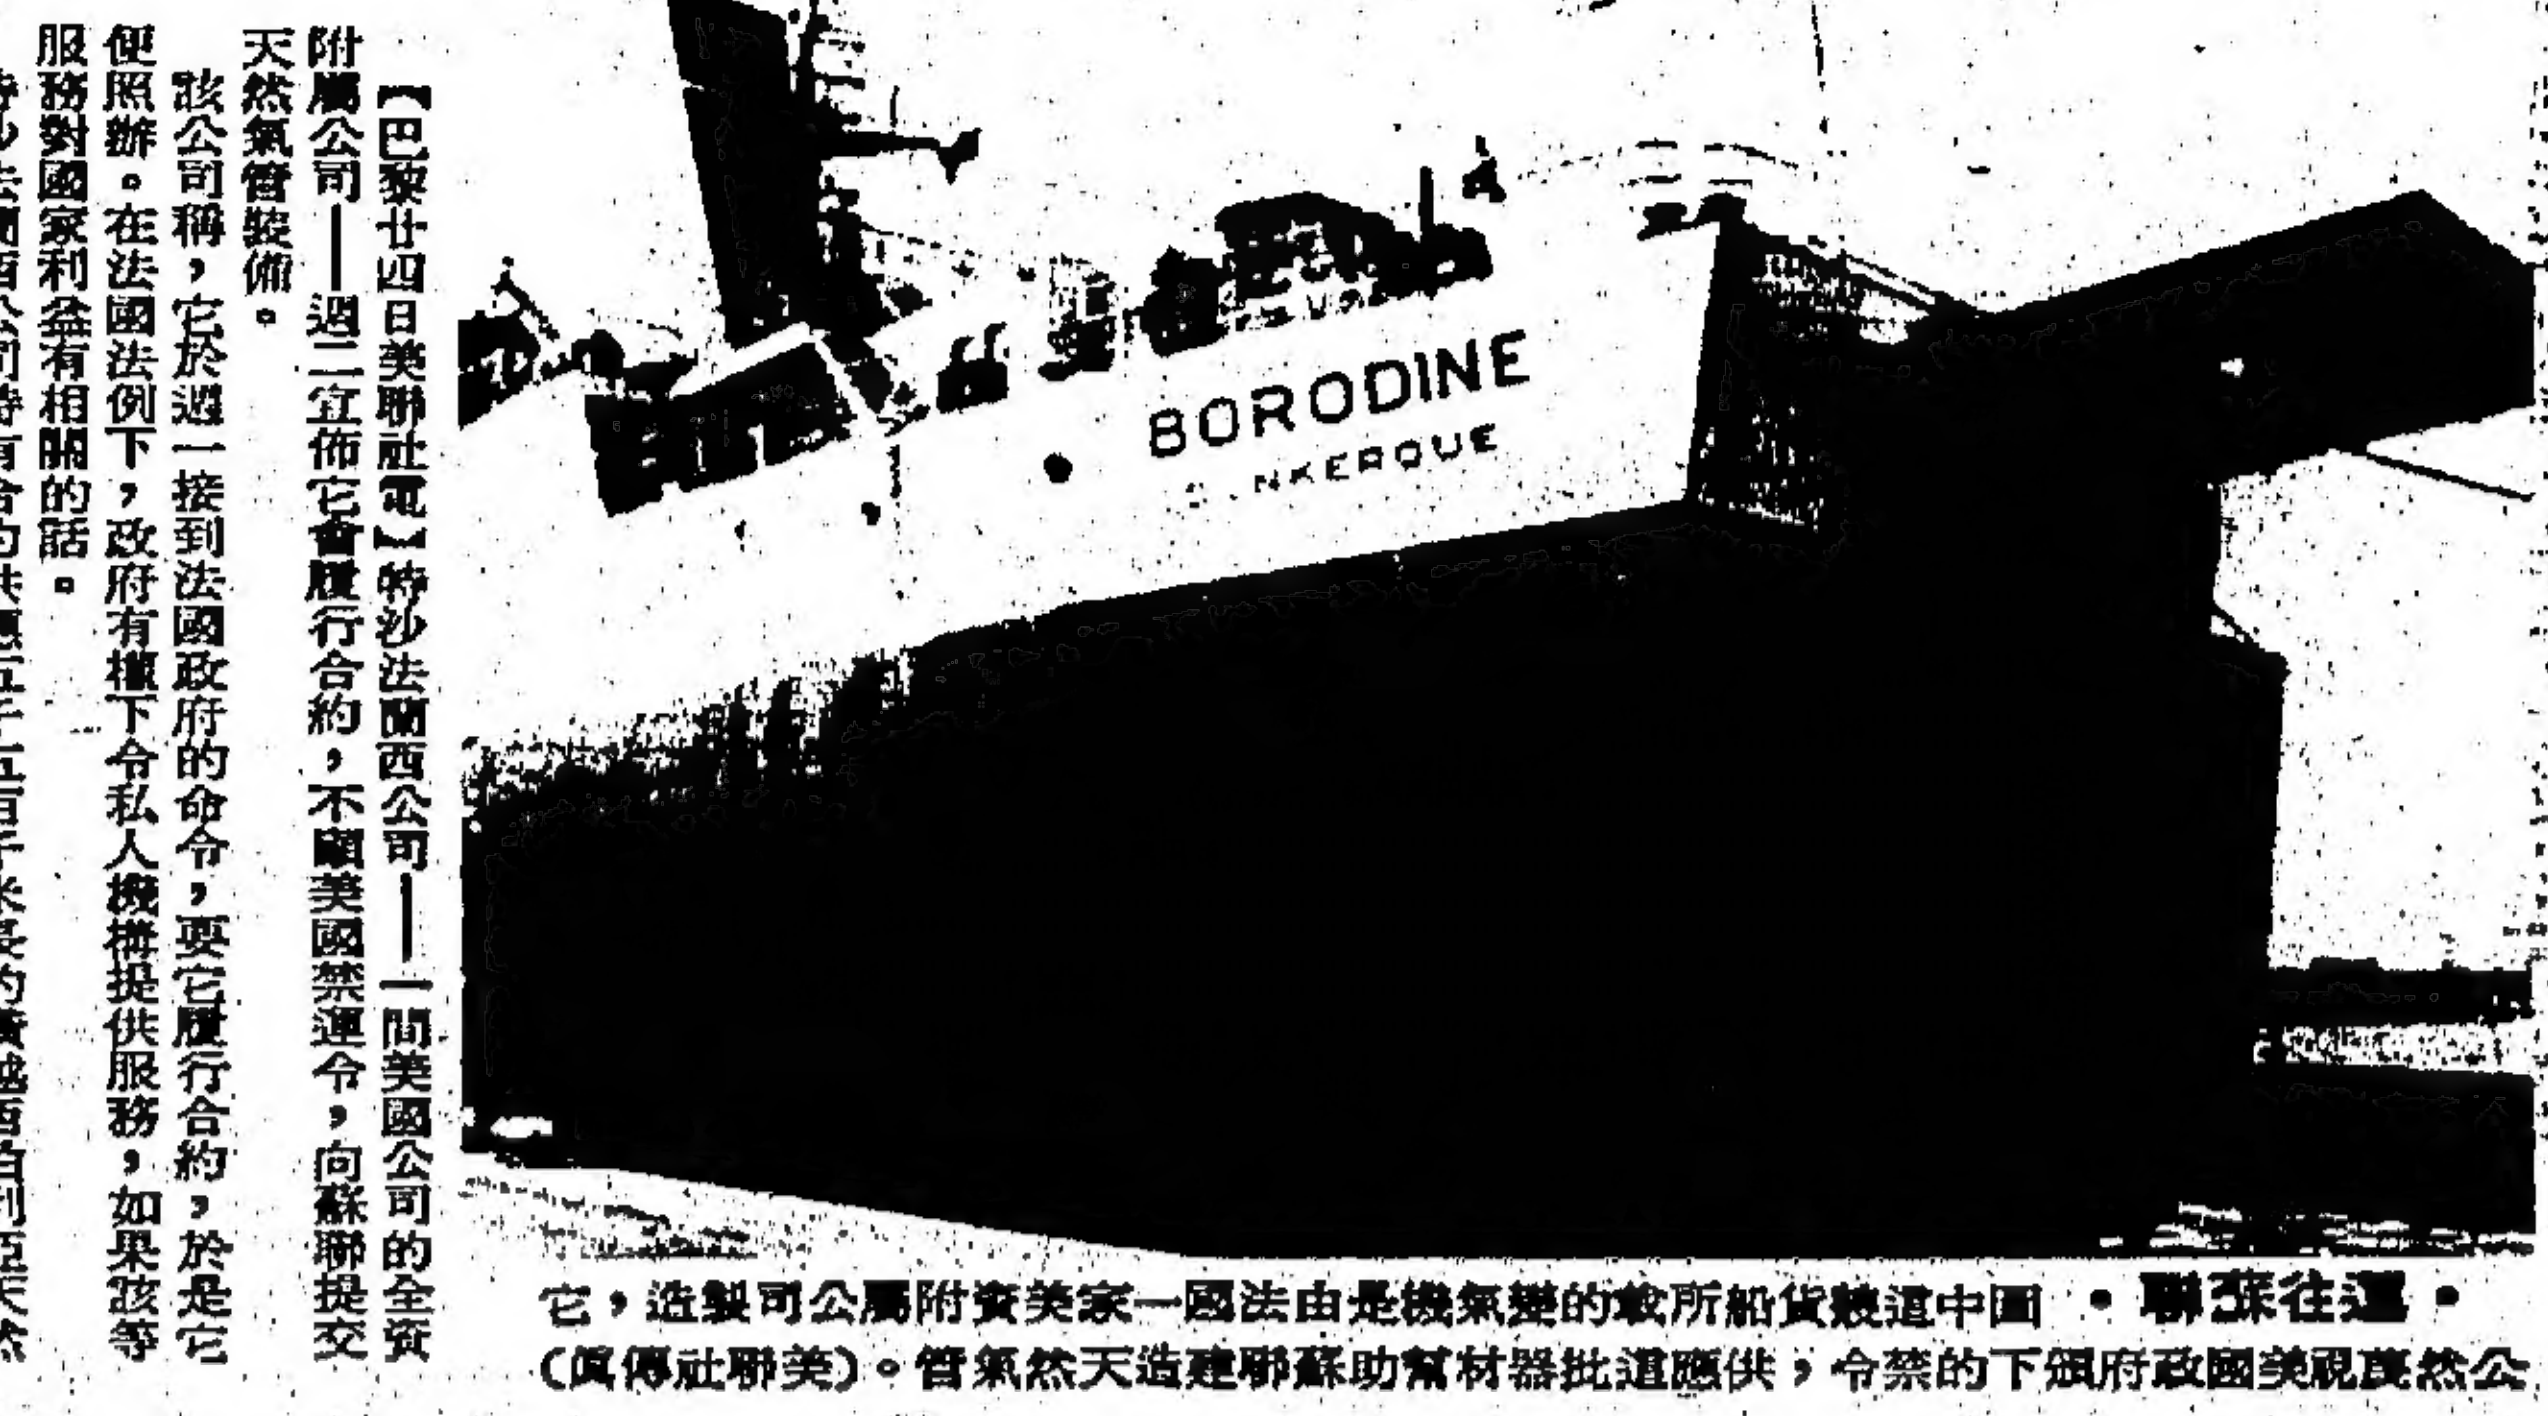 BORODINE
NKERQUE
・運往蘇聯・圖中這艘貨船所載的變氣機是由法國一家美資附屬公司製造，它
公然蔑視美國政府頒下的禁令，供應這批器材幫助蘇聯建造天然氣管。(美聯社傳眞)
【巴黎廿四日美聯社電】特沙法蘭西公司——一間美國公司的全資
附屬公司——週二宣佈它會履行合約，不顧美國禁運令，向蘇聯提交
天然氣管裝備。
該公司稱，它於週一接到法國政府的命令，要它履行合約，於是它
便照辦。在法國法例下，政府有權下令私人機構提供服務，如果該等
服務對國家利益有相關的話。